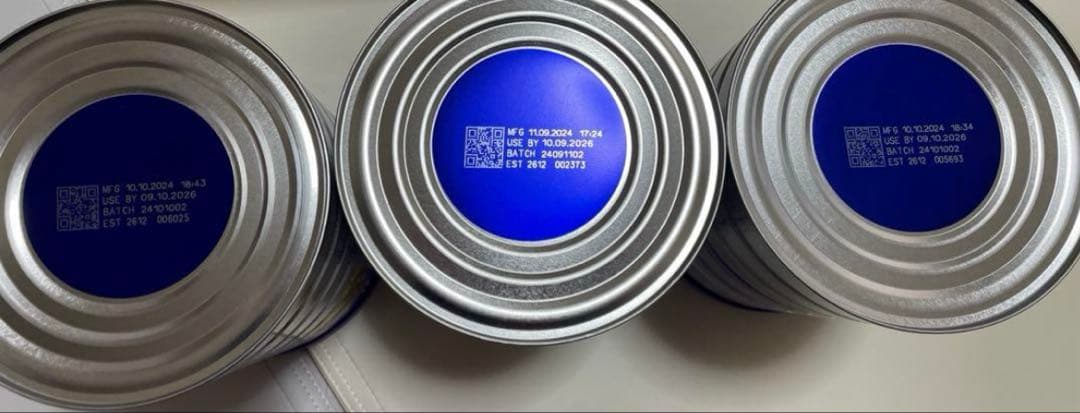 MFG 10.10.2024 18:43
USE BY 09.10.2026
BATCH 24101002
EST 2612 006025
MFG 11.09.2024 17:24
USE BY 10.09.2026
BATCH 24091102
EST 2612 002373
MFG 10.10.2024 18:34
USE BY 09.10.2026
BATCH 24101002
EST 2612 005693